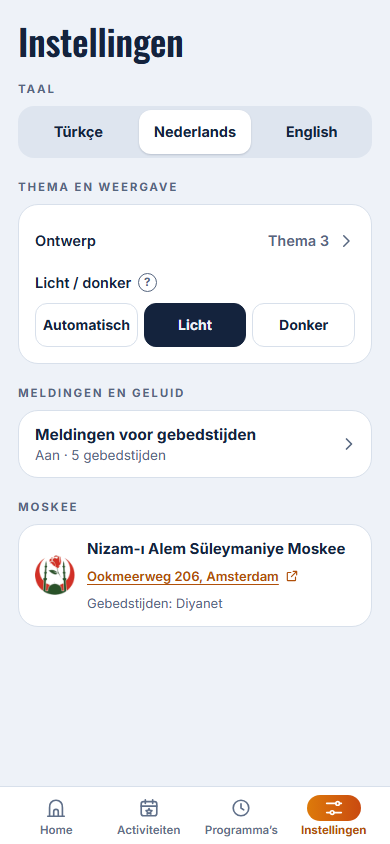 Instellingen
TAAL
Türkçe
Nederlands
English
THEMA EN WEERGAVE
Ontwerp
Thema 3
Licht / donker ?
Automatisch
Licht
Donker
MELDINGEN EN GELUID
Meldingen voor gebedstijden
Aan · 5 gebedstijden
MOSKEE
Nizam-ı Alem Süleymaniye Moskee
Ookmeerweg 206, Amsterdam
Gebedstijden: Diyanet
Home
Activiteiten
Programma's
Instellingen